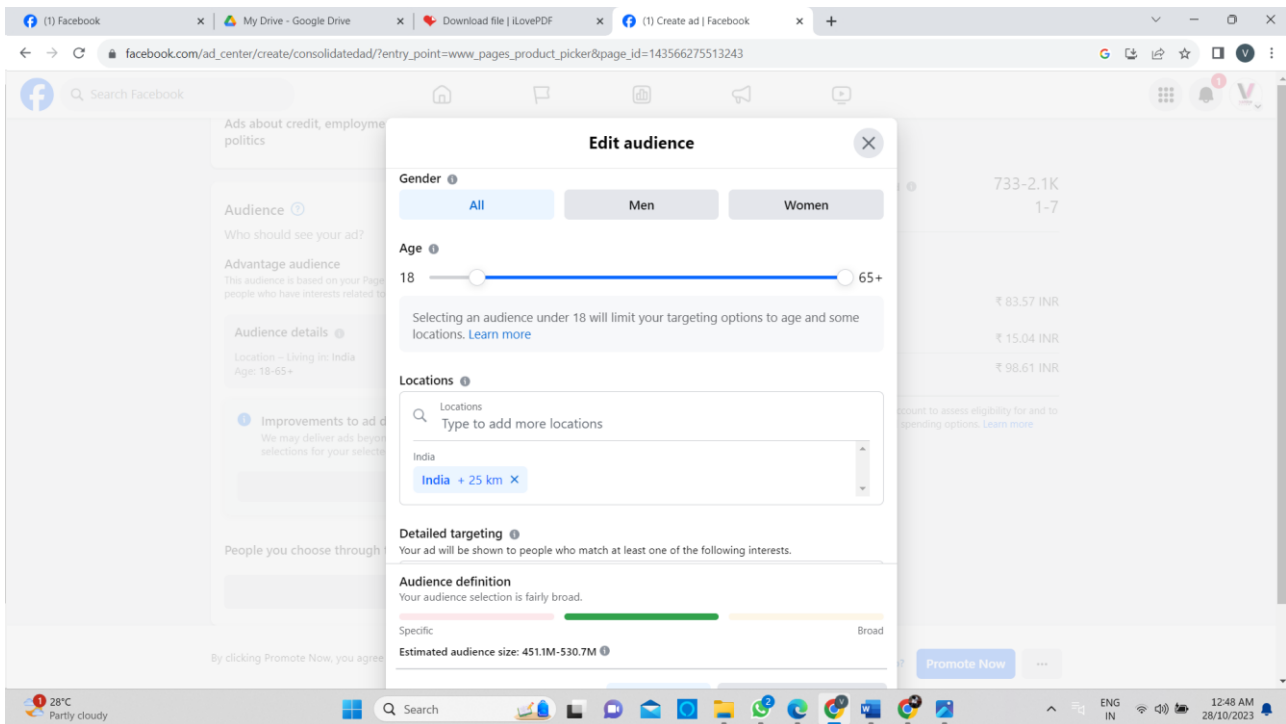 (1) Facebook
My Drive - Google Drive
Download file | iLovePDF
(1) Create ad | Facebook
facebook.com/ad_center/create/consolidatedad/?entry_point=www_pages_product_picker&page_id=143566275513243
G
V
Search Facebook
1
Ads about credit, employme
politics
Edit audience
Gender
All
Men
Women
733-2.1K
1-7
Audience
Who should see your ad?
Age
18
65+
Advantage audience
This audience is based on your Page
people who have interests related to
Selecting an audience under 18 will limit your targeting options to age and some
locations. Learn more
₹ 83.57 INR
₹ 15.04 INR
₹ 98.61 INR
Audience details
Location – Living in: India
Age: 18-65+
Locations
Locations
Type to add more locations
India
India + 25 km
Improvements to ad d
We may deliver ads beyon
selections for your selecte
ccount to assess eligibility for and to
spending options. Learn more
Detailed targeting
Your ad will be shown to people who match at least one of the following interests.
People you choose through
Audience definition
Your audience selection is fairly broad.
Specific
Broad
Estimated audience size: 451.1M-530.7M
By clicking Promote Now, you agree
?
Promote Now
1
28°C
Partly cloudy
Search
2
ENG
IN
12:48 AM
28/10/2023